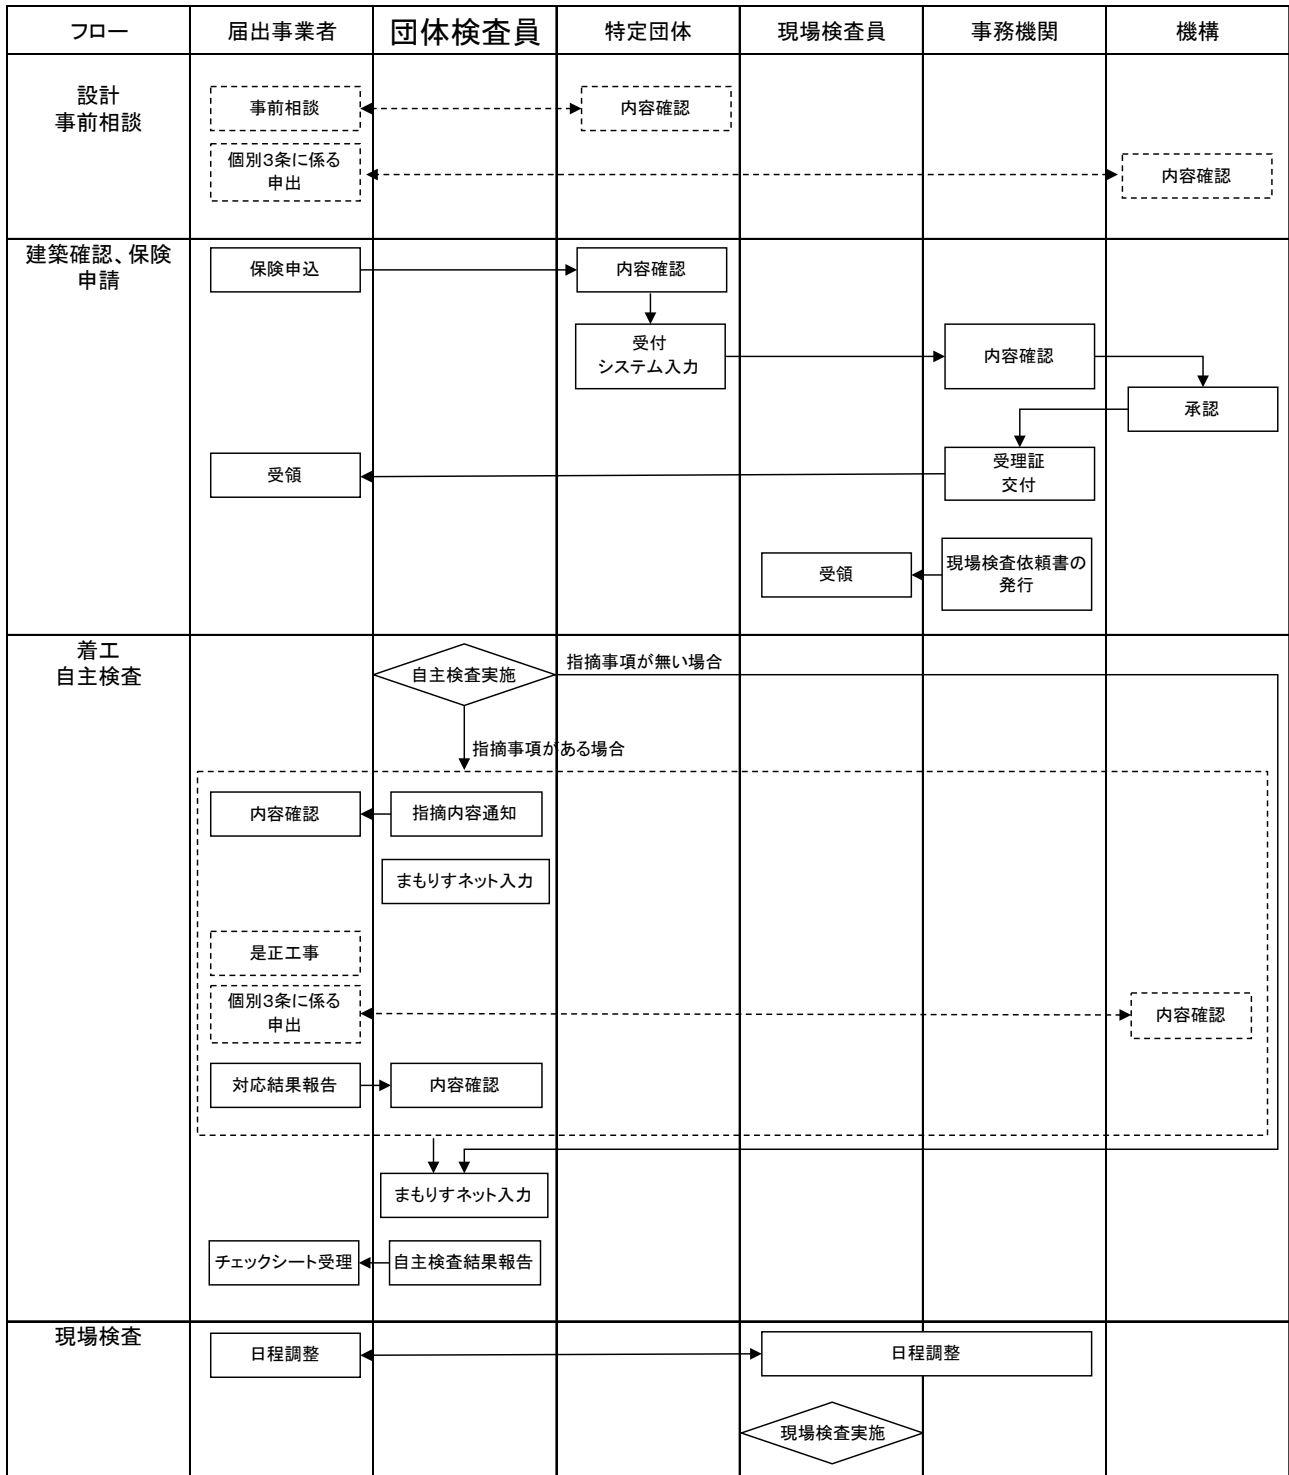 フロー
届出事業者
団体検査員
特定団体
現場検査員
事務機関
機構
設計
事前相談
事前相談
内容確認
個別3条に係る
申出
内容確認
建築確認、保険
申請
保険申込
内容確認
受付
システム入力
内容確認
承認
受領
受理証
交付
受領
現場検査依頼書の
発行
着工
自主検査
自主検査実施
指摘事項が無い場合
指摘事項がある場合
内容確認
指摘内容通知
まもりすネット入力
是正工事
個別3条に係る
申出
内容確認
対応結果報告
内容確認
まもりすネット入力
チェックシート受理
自主検査結果報告
現場検査
日程調整
日程調整
現場検査実施